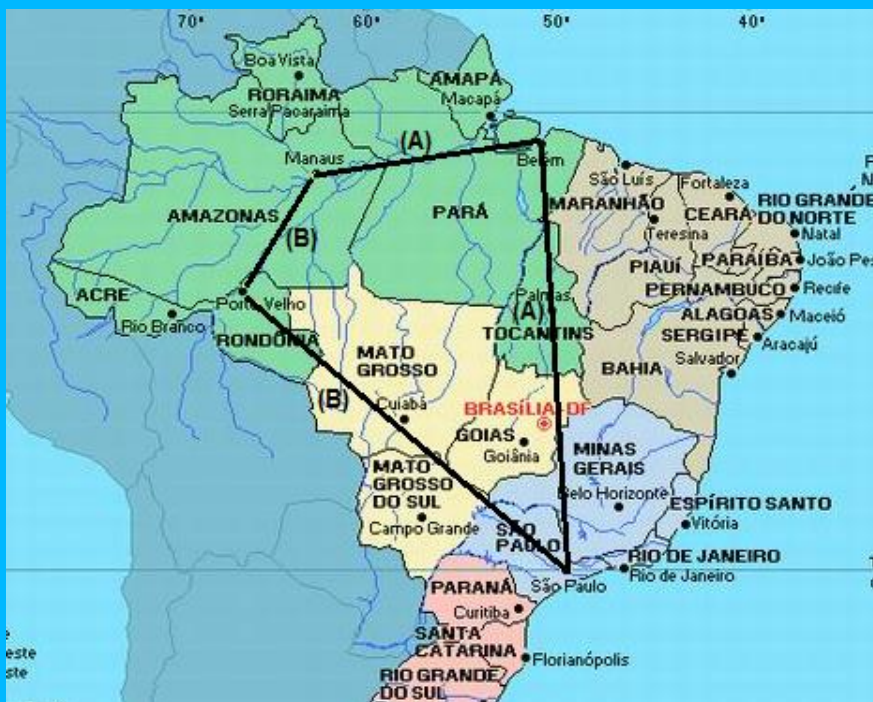 70°
60°
50°
40°
Boa Vista
RORAIMA
Serra Pacaraima
AMAPÁ
Macapá
(A)
Manaus
Belém
São Luís
Fortaleza
AMAZONAS
PARÁ
MARANHÃO
CEARÁ
RIO GRANDE
DO NORTE
Natal
Teresina
(B)
PIAUÍ
PARAÍBA
João Pes
PERNAMBUCO
Recife
ACRE
Porto Velho
Palmas
ALAGOAS
Maceió
Rio Branco
RONDÔNIA
(A)
TOCANTINS
SERGIPE
Aracajú
MATO
GROSSO
BAHIA
Salvador
(B)
Cuiabá
BRASÍLIA-DF
GOIAS
Goiânia
MINAS
GERAIS
MATO
GROSSO
DO SUL
Campo Grande
Belo Horizonte
ESPÍRITO SANTO
Vitória
SÃO
PAULO
São Paulo
RIO DE JANEIRO
Rio de Janeiro
PARANÁ
Curitiba
SANTA
CATARINA
Florianópolis
RIO GRANDE
DO SUL
este
ste